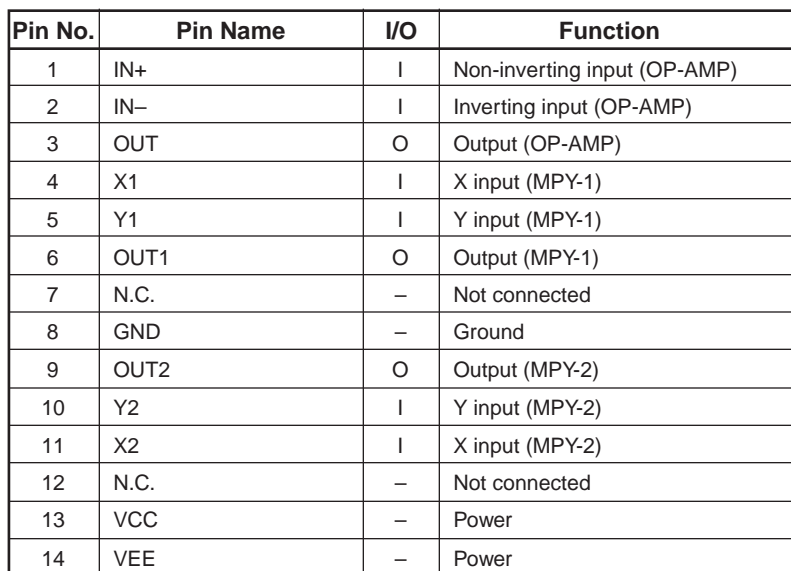 Pin No. Pin Name I/O Function
1 IN+ I Non-inverting input (OP-AMP)
2 IN– I Inverting input (OP-AMP)
3 OUT O Output (OP-AMP)
4 X1 I X input (MPY-1)
5 Y1 I Y input (MPY-1)
6 OUT1 O Output (MPY-1)
7 N.C. – Not connected
8 GND – Ground
9 OUT2 O Output (MPY-2)
10 Y2 I Y input (MPY-2)
11 X2 I X input (MPY-2)
12 N.C. – Not connected
13 VCC – Power
14 VEE – Power